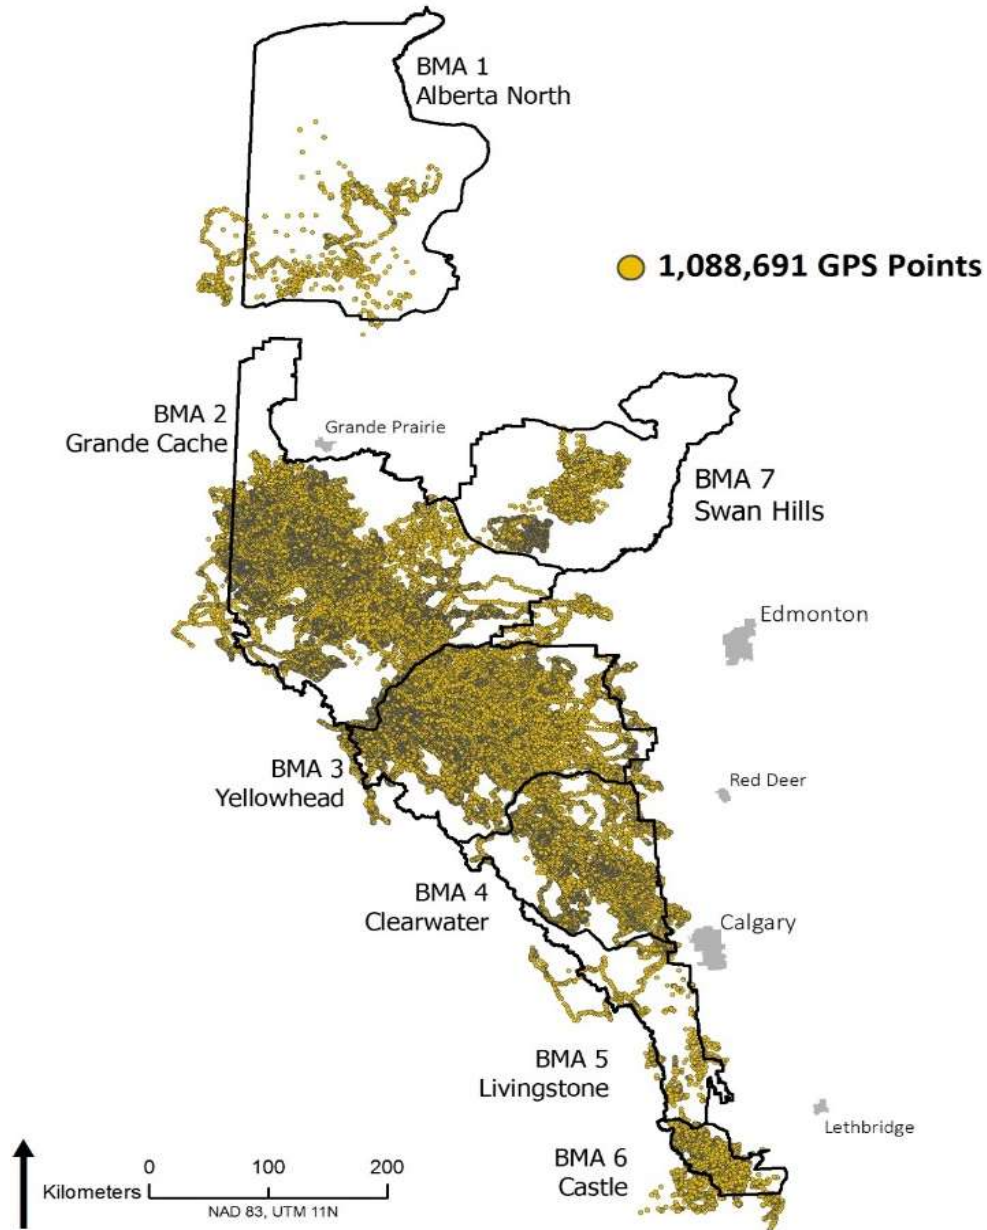 BMA 1
Alberta North
1,088,691 GPS Points
BMA 2
Grande Cache
Grande Prairie
BMA 7
Swan Hills
Edmonton
BMA 3
Yellowhead
Red Deer
BMA 4
Clearwater
Calgary
BMA 5
Livingstone
Lethbridge
BMA 6
Castle
0 100 200
Kilometers
NAD 83, UTM 11N